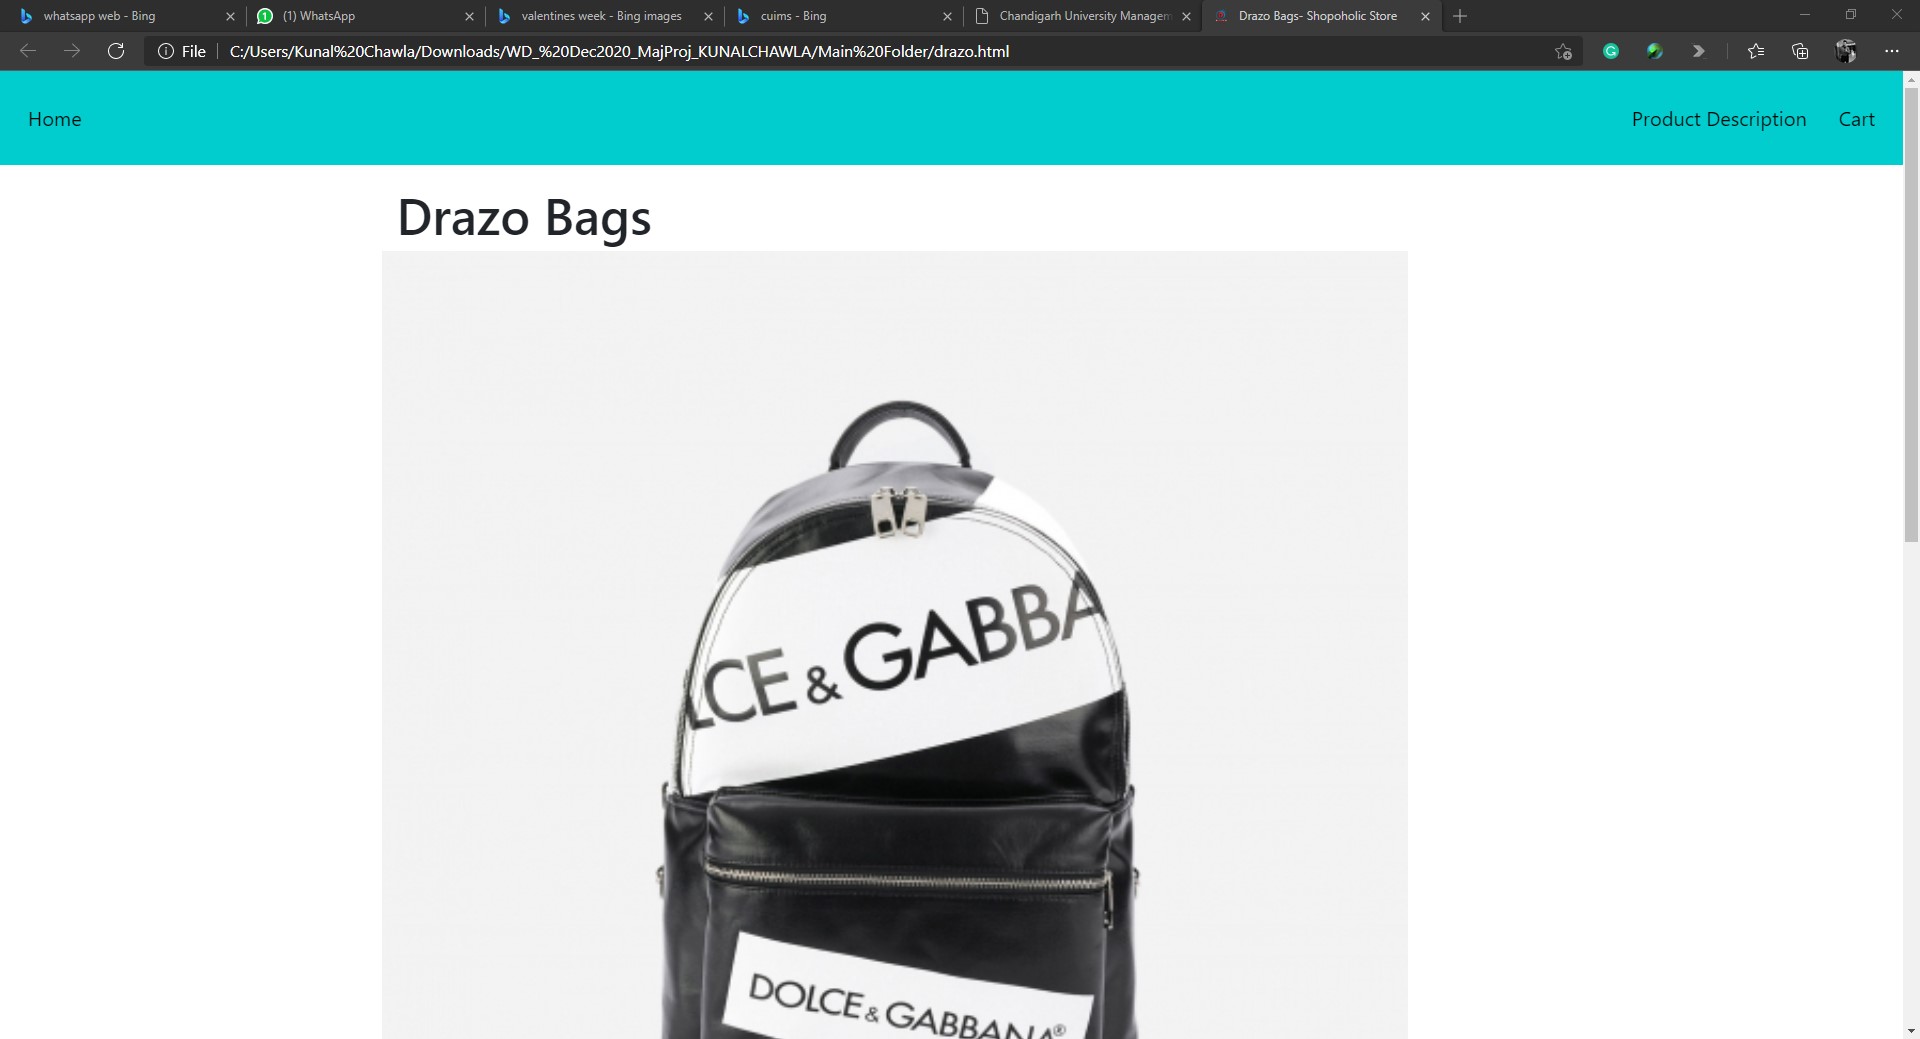 whatsapp web - Bing
(1) WhatsApp
valentines week - Bing images
cuims - Bing
Chandigarh University Managem
Drazo Bags- Shopoholic Store
File
C:/Users/Kunal%20Chawla/Downloads/WD_%20Dec2020_MajProj_KUNALCHAWLA/Main%20Folder/drazo.html
Home
Product Description
Cart
Drazo Bags
LCE & GABBA
DOLCE & GABBANA®